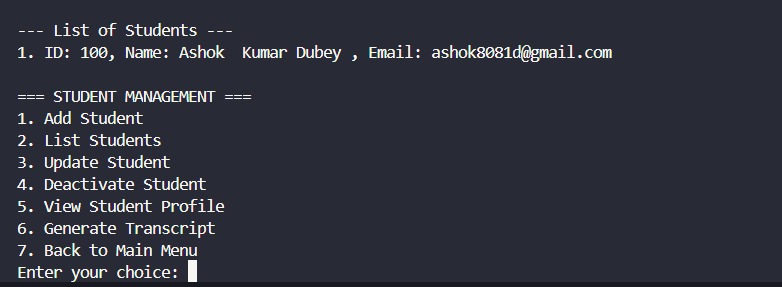 --- List of Students ---
1. ID: 100, Name: Ashok  Kumar Dubey , Email: ashok8081d@gmail.com
=== STUDENT MANAGEMENT ===
1. Add Student
2. List Students
3. Update Student
4. Deactivate Student
5. View Student Profile
6. Generate Transcript
7. Back to Main Menu
Enter your choice: